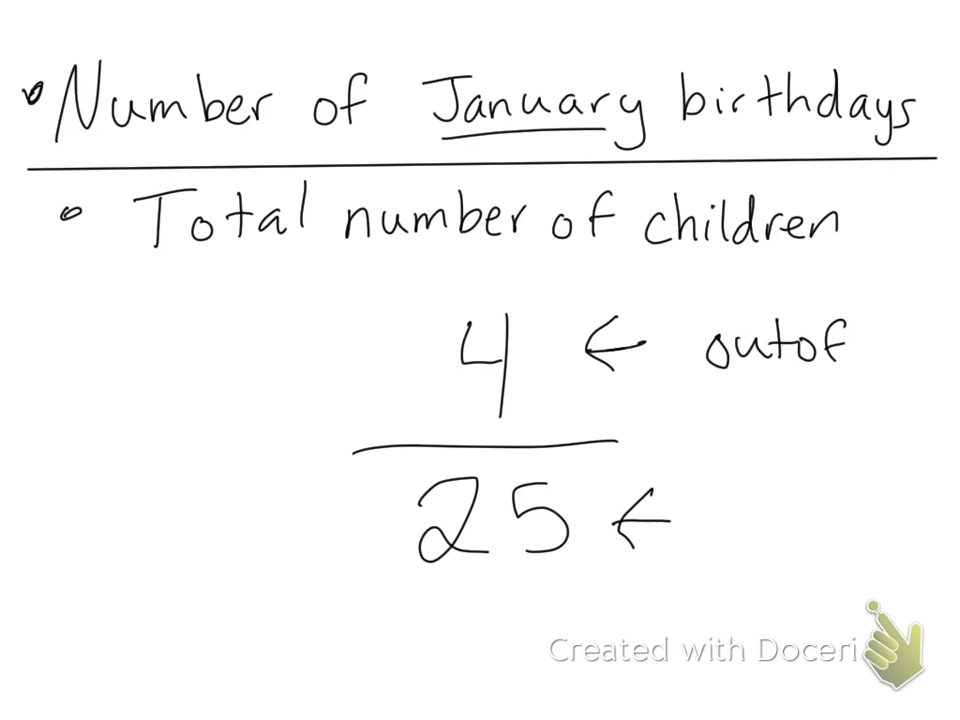 Number of January birthdays
Total number of children
4 ← out of
25 ←
Created with Doceri